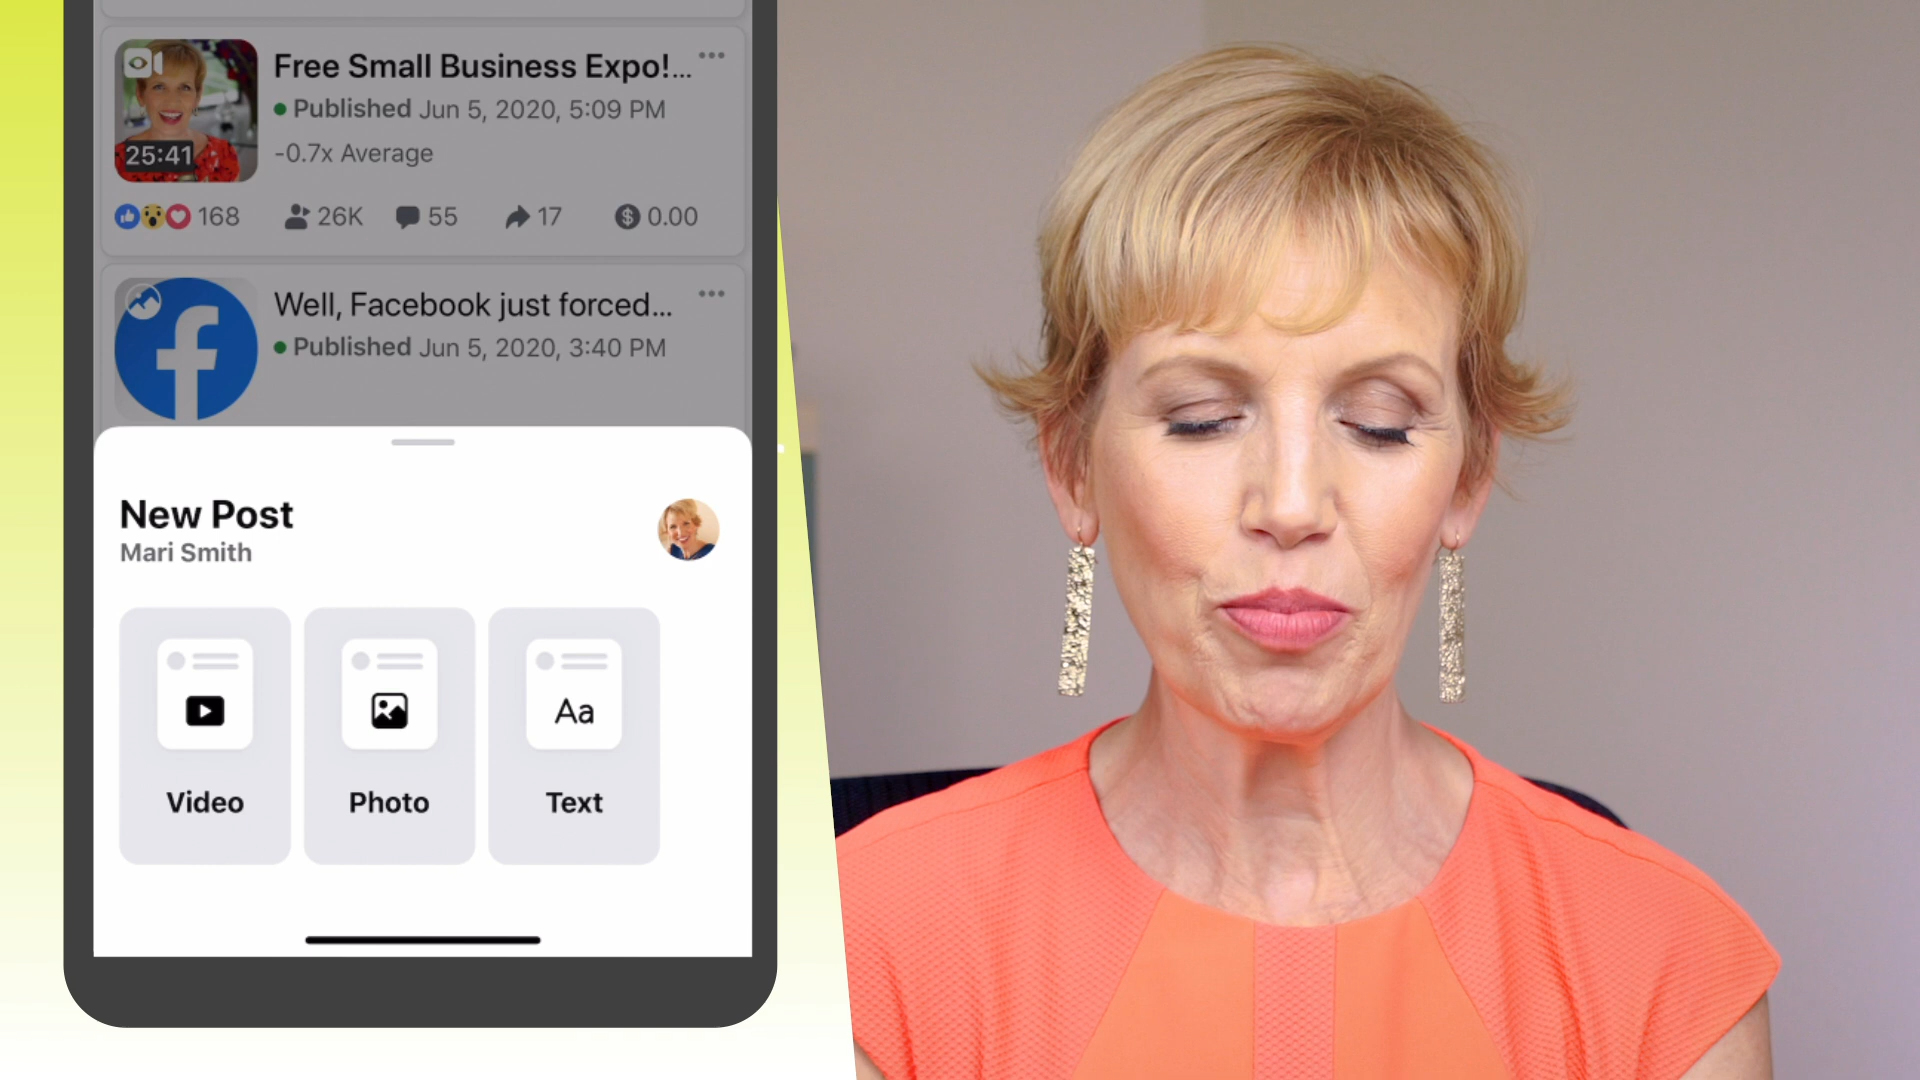 Free Small Business Expo!...
Published Jun 5, 2020, 5:09 PM
25:41
-0.7x Average
168 26K 55 17 $ 0.00
Well, Facebook just forced...
Published Jun 5, 2020, 3:40 PM
New Post
Mari Smith
Aa
Video Photo Text